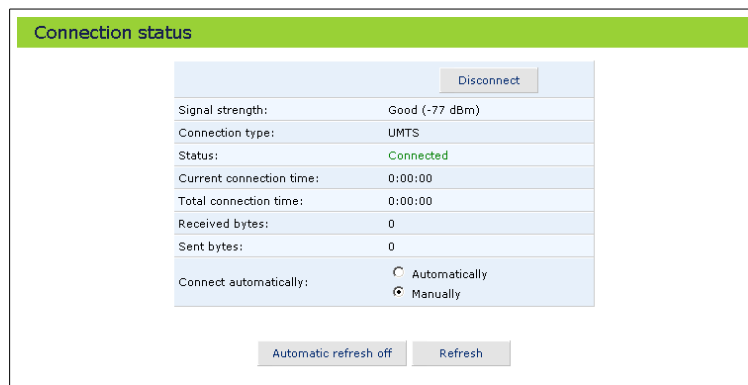 Connection status
Disconnect
Signal strength: Good (-77 dBm)
Connection type: UMTS
Status: Connected
Current connection time: 0:00:00
Total connection time: 0:00:00
Received bytes: 0
Sent bytes: 0
Connect automatically: Automatically
Manually
Automatic refresh off Refresh